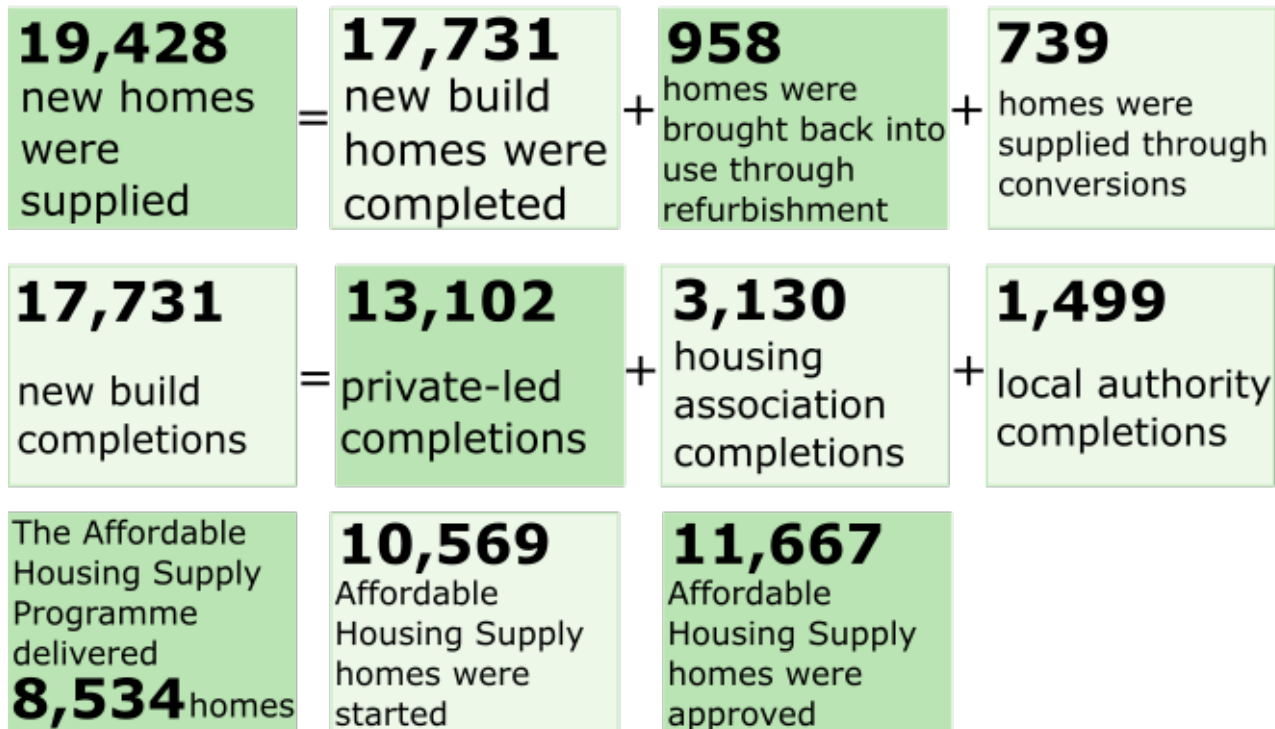 19,428
new homes
were
supplied
=
17,731
new build
homes were
completed
+
958
homes were
brought back into
use through
refurbishment
+
739
homes were
supplied through
conversions
17,731
new build
completions
=
13,102
private-led
completions
+
3,130
housing
association
completions
+
1,499
local authority
completions
The Affordable
Housing Supply
Programme
delivered
8,534 homes
10,569
Affordable
Housing Supply
homes were
started
11,667
Affordable
Housing Supply
homes were
approved